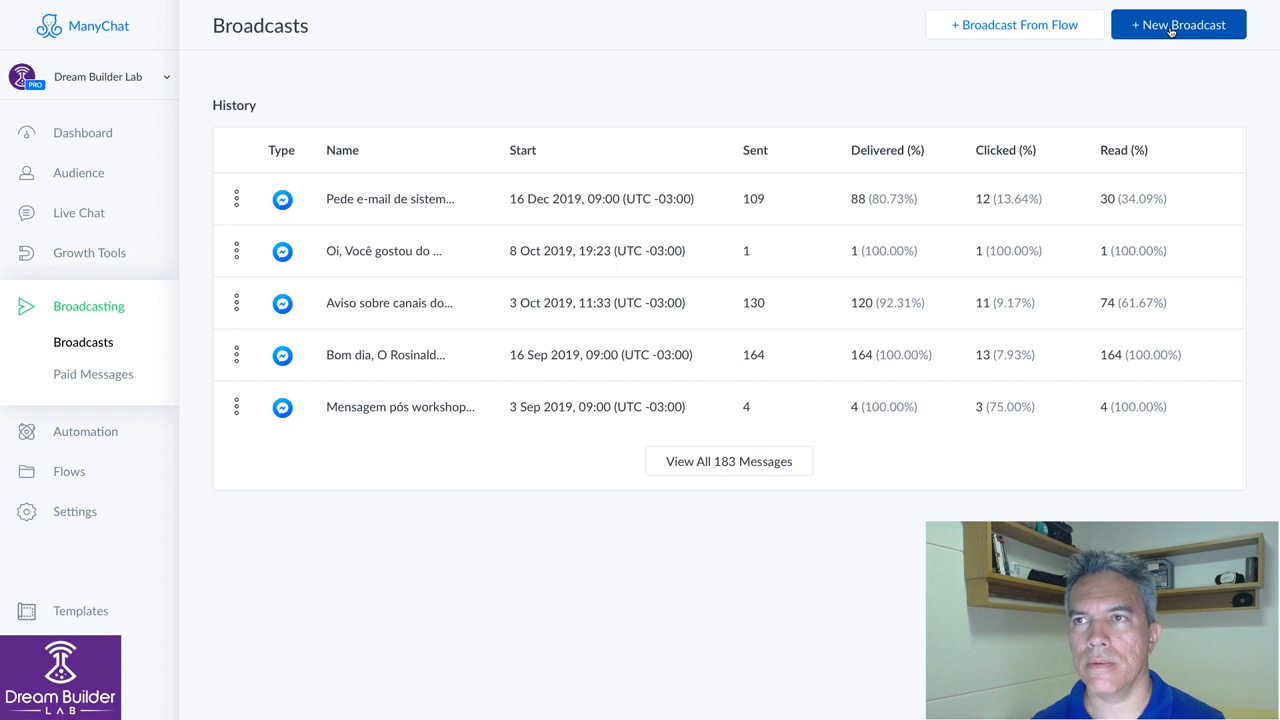 ManyChat
Broadcasts
+ Broadcast From Flow
+ New Broadcast
PRO
Dream Builder Lab
Dashboard
Audience
Live Chat
Growth Tools
Broadcasting
Broadcasts
Paid Messages
Automation
Flows
Settings
Templates
Dream Builder
LAB
History
Type Name Start Sent Delivered (%) Clicked (%) Read (%)
Pede e-mail de sistem... 16 Dec 2019, 09:00 (UTC -03:00) 109 88 (80.73%) 12 (13.64%) 30 (34.09%)
Oi, Você gostou do ... 8 Oct 2019, 19:23 (UTC -03:00) 1 1 (100.00%) 1 (100.00%) 1 (100.00%)
Aviso sobre canais do... 3 Oct 2019, 11:33 (UTC -03:00) 130 120 (92.31%) 11 (9.17%) 74 (61.67%)
Bom dia, O Rosinald... 16 Sep 2019, 09:00 (UTC -03:00) 164 164 (100.00%) 13 (7.93%) 164 (100.00%)
Mensagem pós workshop... 3 Sep 2019, 09:00 (UTC -03:00) 4 4 (100.00%) 3 (75.00%) 4 (100.00%)
View All 183 Messages